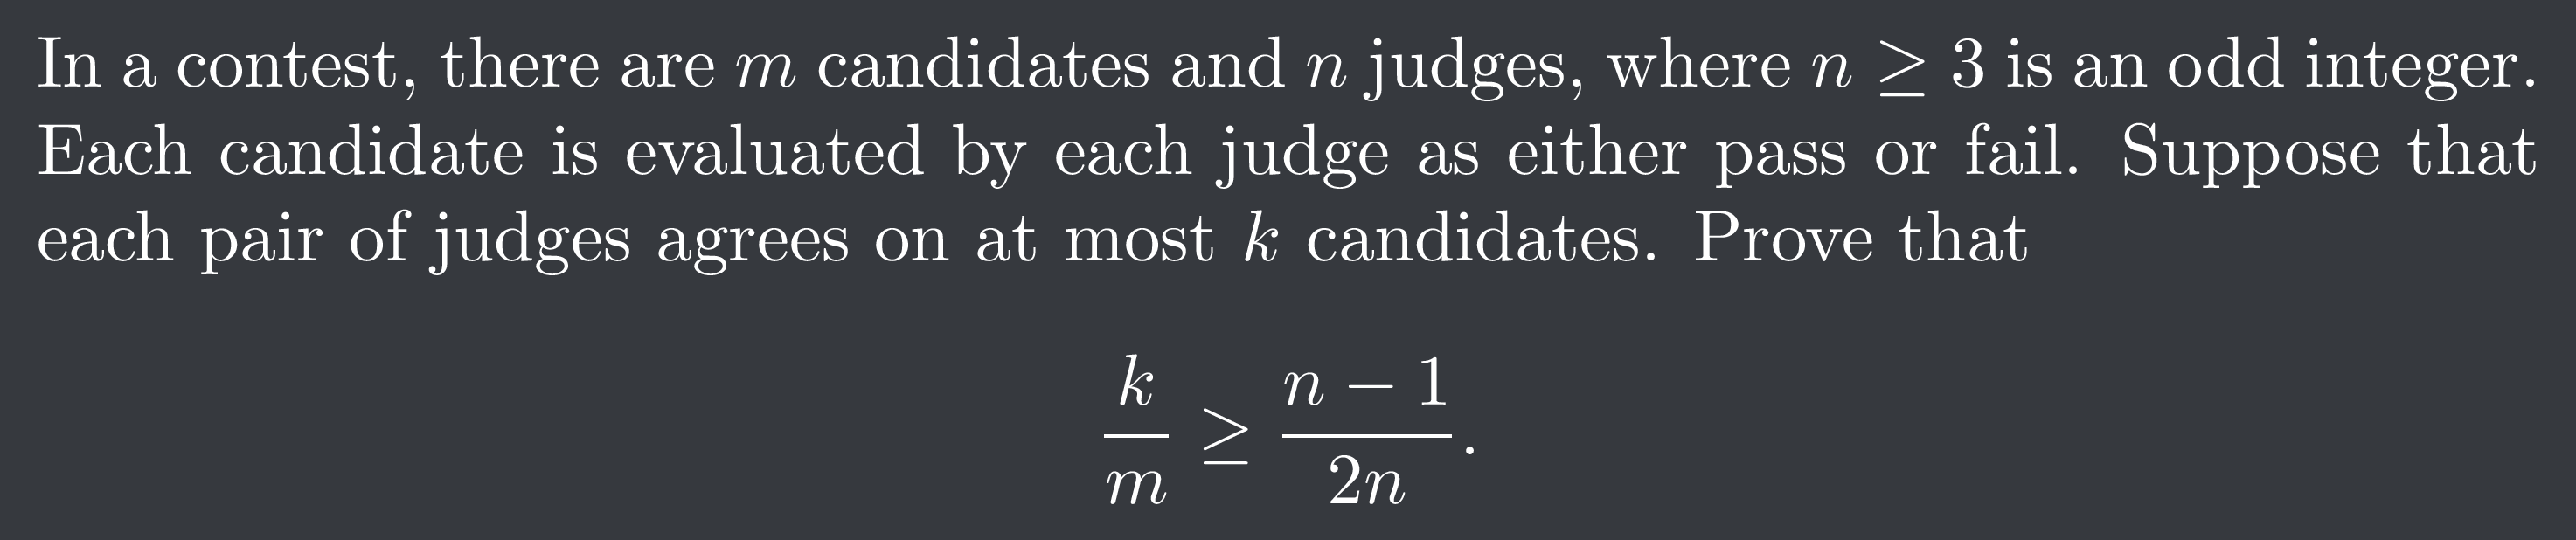 In a contest, there are m candidates and n judges, where n ≥ 3 is an odd integer.
Each candidate is evaluated by each judge as either pass or fail. Suppose that
each pair of judges agrees on at most k candidates. Prove that
k/m ≥ (n − 1)/2n.